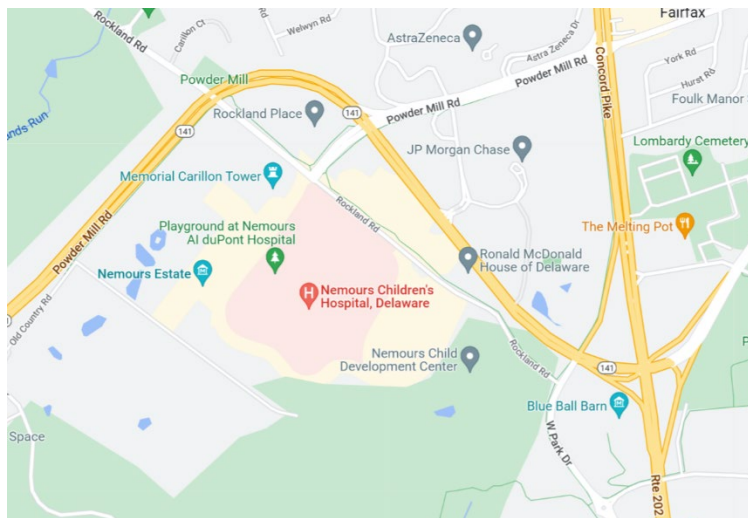 Fairfax
Rockland Rd
Carillon Ct
Welwyn Rd
AstraZeneca
Astra Zeneca Dr
Concord Pike
York Rd
Hurst Rd
Powder Mill
Powder Mill Rd
Foulk Manor
141
141
Rockland Place
Powder Mill Rd
ands Run
JP Morgan Chase
Lombardy Cemetery
Memorial Carillon Tower
Rockland Rd
Playground at Nemours
AI duPont Hospital
The Melting Pot
Powder Mill Rd
Nemours Estate
Ronald McDonald
House of Delaware
Nemours Children's
Hospital, Delaware
H
141
Old Country Rd
Nemours Child
Development Center
Rockland Rd
141
P
Blue Ball Barn
Space
W Park Dr
Rte 202